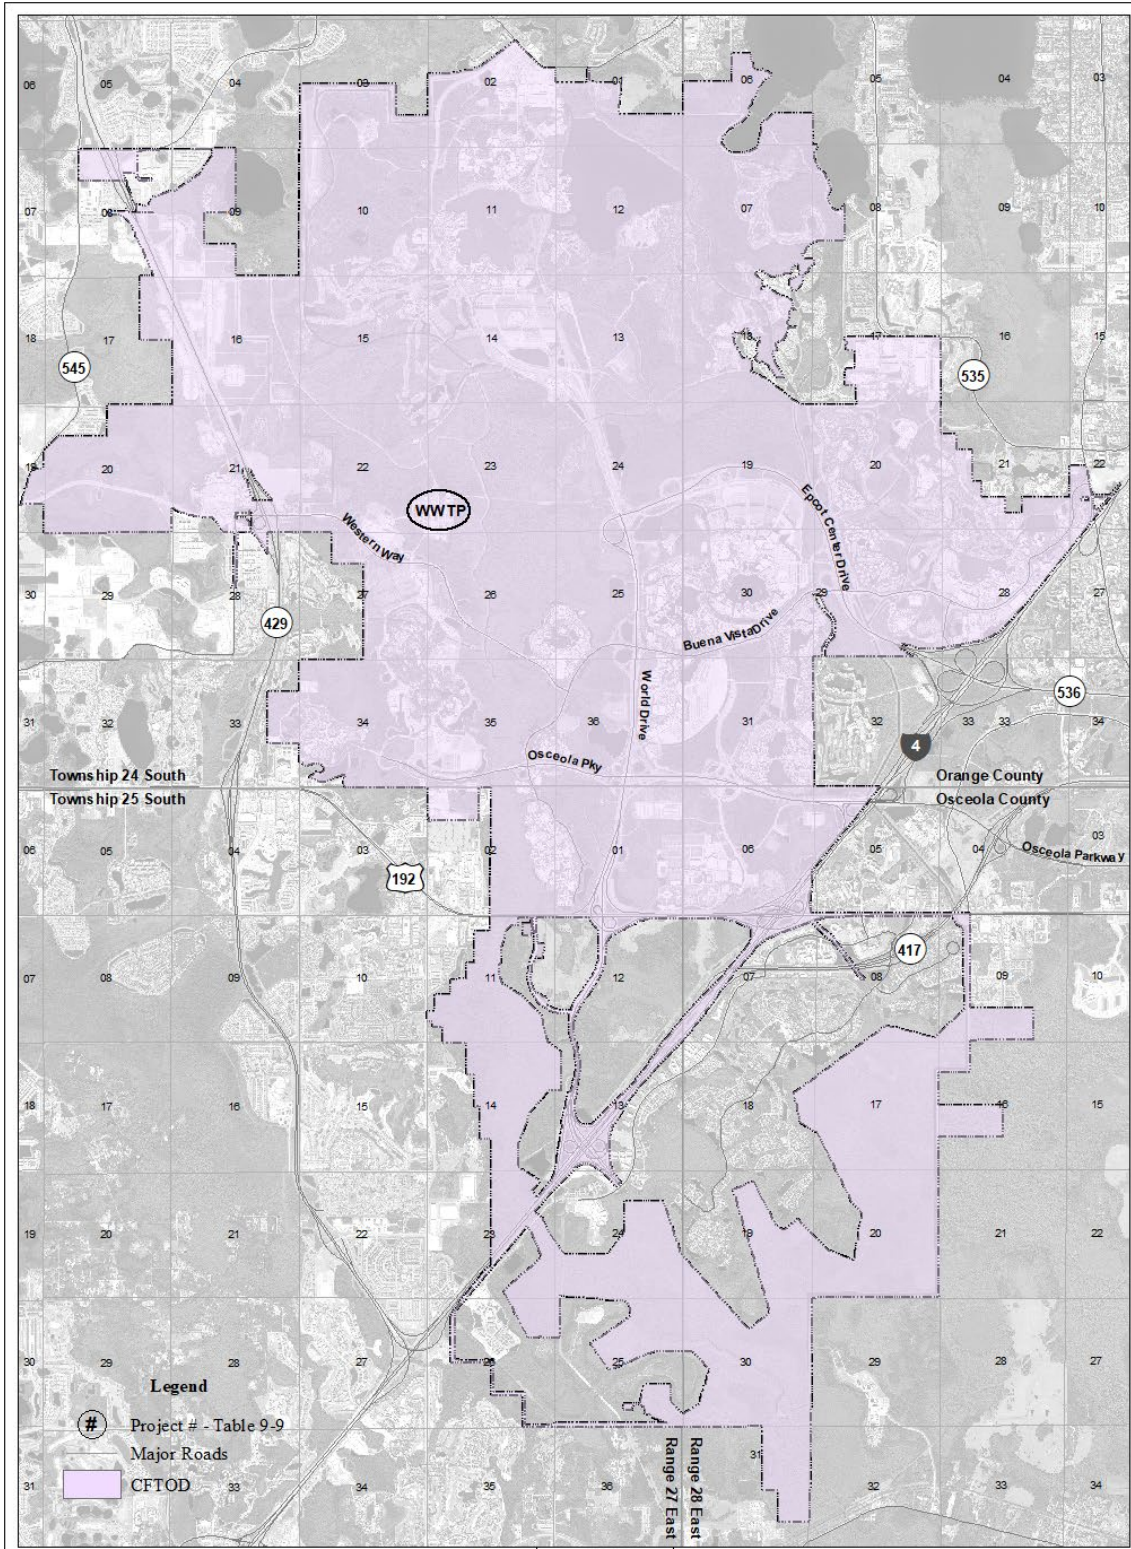 06 05 04 03 02 01 06 05 04 03
07 08 09 10 11 12 07 08 09 10
18 17 16 15 14 13 18 17 16 15
545
535
19 20 21 22 23 24 19 20 21 22
WWTP
Western Way
Epcot Center Drive
30 29 28 27 26 25 30 29 28 27
429
Buena Vista Drive
World Drive
536
31 32 33 34 35 36 31 32 33 33 34
4
Osceola Pky
Township 24 South
Orange County
Township 25 South
Osceola County
06 05 04 03 02 01 06 05 04 03
Osceola Parkway
192
417
07 08 09 10 11 12 07 08 09 10
18 17 16 15 14 13 18 17 16 15
19 20 21 22 23 24 19 20 21 22
30 29 28 27 26 25 30 29 28 27
Legend
# Project # - Table 9-9
Major Roads
CFTOD
31 33 34 35 36 31 32 33 34
Range 27 East
Range 28 East